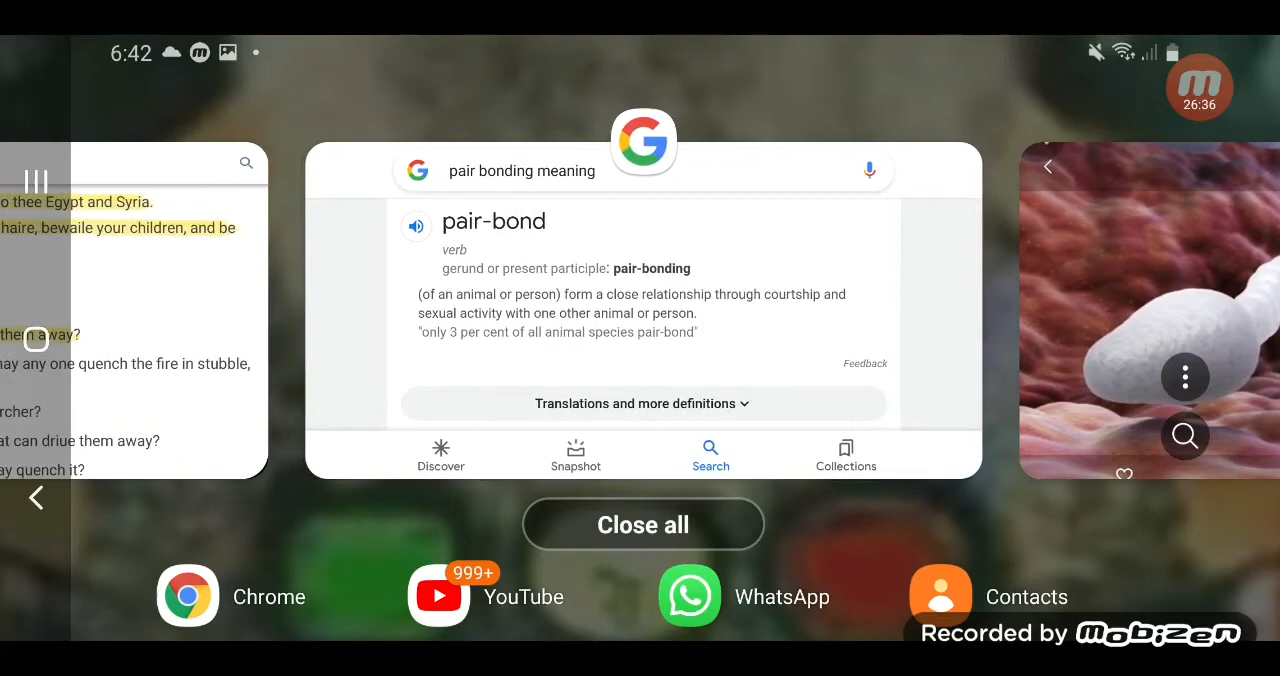 6:42
26:36
o thee Egypt and Syria.
haire, bewaile your children, and be
them away?
nay any one quench the fire in stubble,
rcher?
at can driue them away?
ay quench it?
pair bonding meaning
pair-bond
verb
gerund or present participle: pair-bonding
(of an animal or person) form a close relationship through courtship and
sexual activity with one other animal or person.
"only 3 per cent of all animal species pair-bond"
Feedback
Translations and more definitions
Discover
Snapshot
Search
Collections
Close all
Chrome
999+
YouTube
WhatsApp
Contacts
Recorded by mobizen